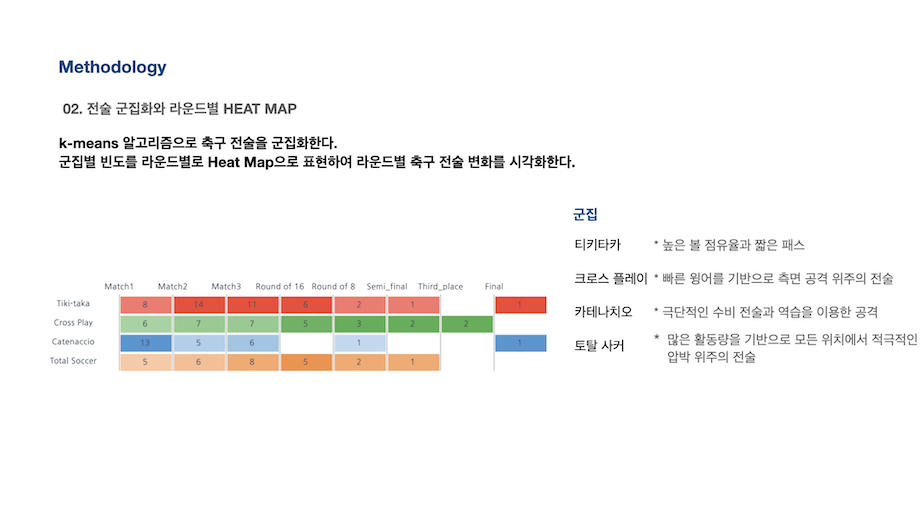 Methodology
02. 전술 군집화와 라운드별 HEAT MAP
k-means 알고리즘으로 축구 전술을 군집화한다.
군집별 빈도를 라운드별로 Heat Map으로 표현하여 라운드별 축구 전술 변화를 시각화한다.
Match1 Match2 Match3 Round of 16 Round of 8 Semi_final Third_place Final
Tiki-taka 8 14 11 6 2 1 1
Cross Play 6 7 7 5 3 2 2
Catenaccio 13 5 6 1 1
Total Soccer 5 6 8 5 2 1
군집
티키타카 * 높은 볼 점유율과 짧은 패스
크로스 플레이 * 빠른 윙어를 기반으로 측면 공격 위주의 전술
카테나치오 * 극단적인 수비 전술과 역습을 이용한 공격
토탈 사커 * 많은 활동량을 기반으로 모든 위치에서 적극적인
압박 위주의 전술